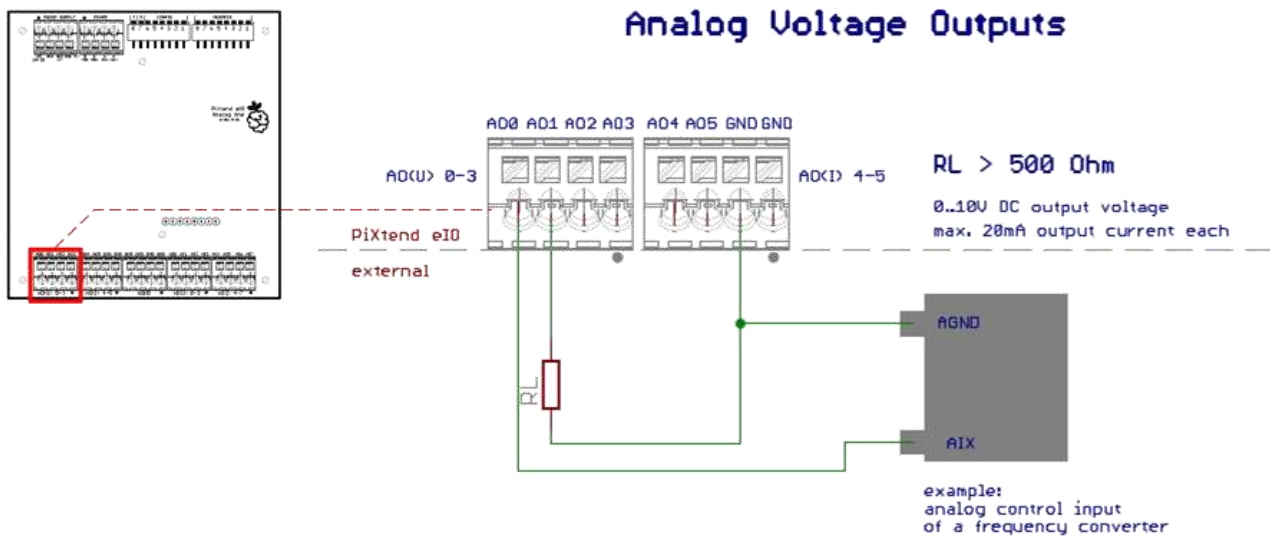 Analog Voltage Outputs
AO0 AO1 AO2 AO3 AO4 AO5 GND GND
AO(U) 0-3
AO(I) 4-5
RL > 500 Ohm
0..10V DC output voltage
max. 20mA output current each
PiXtend eIO
external
AGND
RL
AIX
example:
analog control input
of a frequency converter